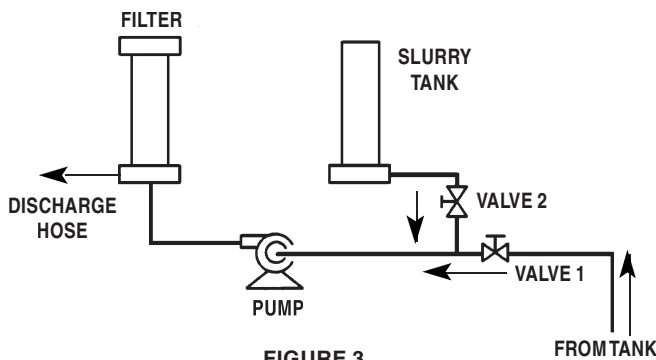 FILTER
SLURRY
TANK
DISCHARGE
HOSE
VALVE 2
VALVE 1
PUMP
FIGURE 3
FROM TANK